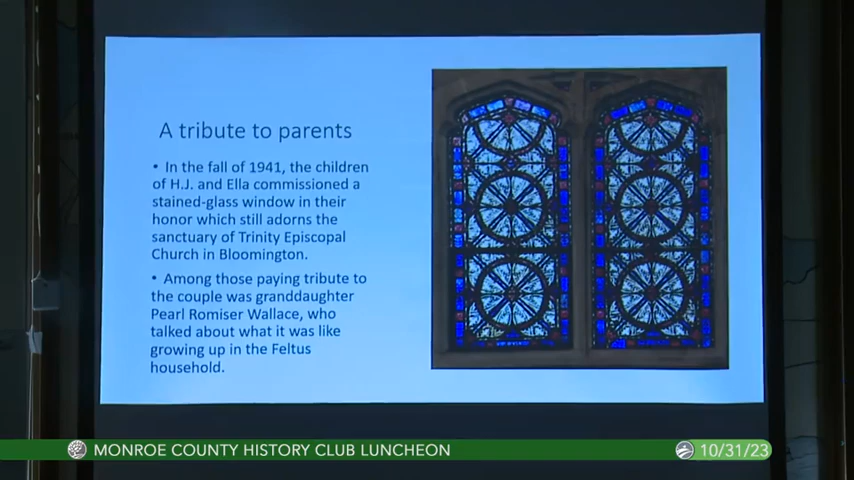 A tribute to parents
• In the fall of 1941, the children
of H.J. and Ella commissioned a
stained-glass window in their
honor which still adorns the
sanctuary of Trinity Episcopal
Church in Bloomington.
• Among those paying tribute to
the couple was granddaughter
Pearl Romiser Wallace, who
talked about what it was like
growing up in the Feltus
household.
MONROE COUNTY HISTORY CLUB LUNCHEON
10/31/23